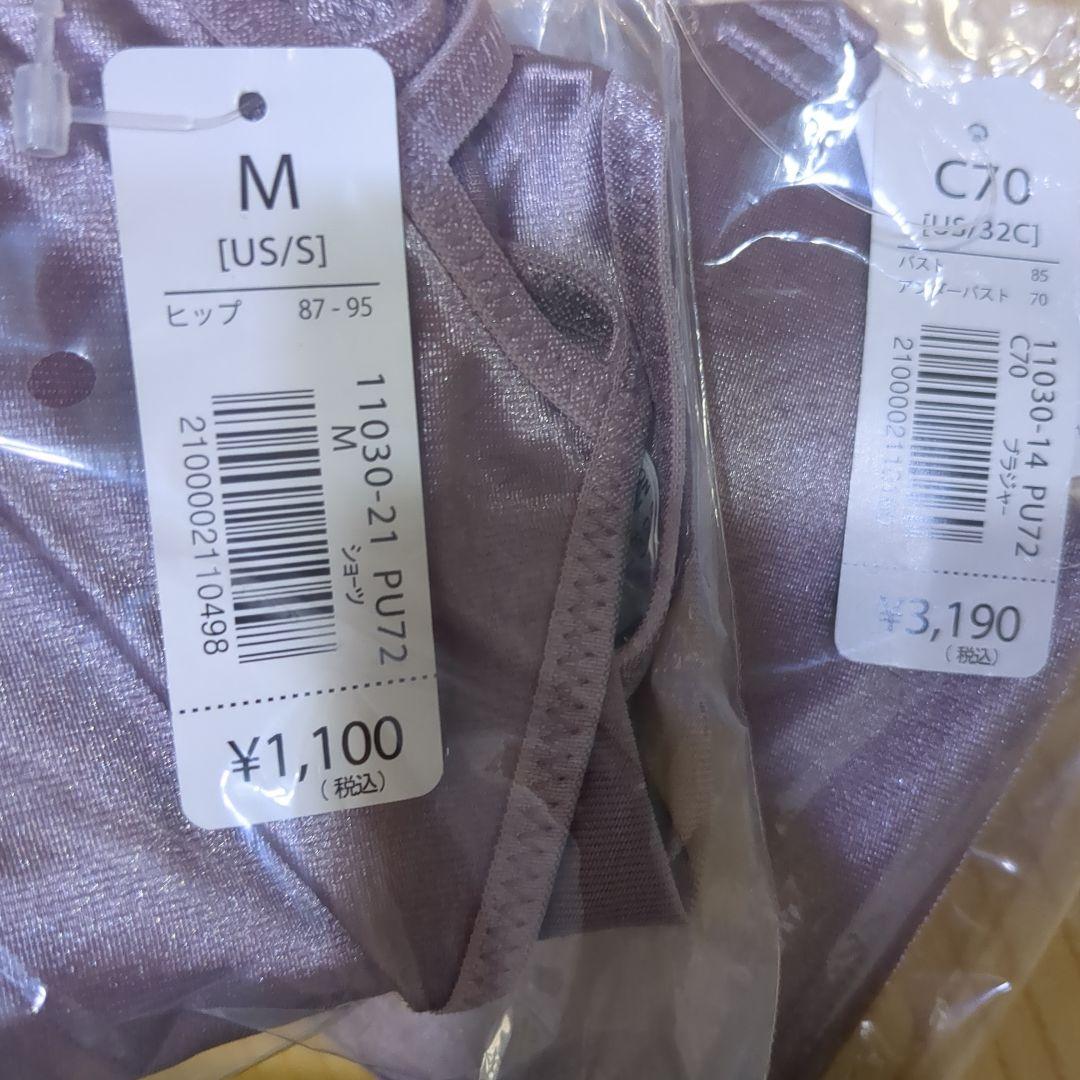 M
[US/S]
ヒップ 87-95
11030-21 PU72
M
ショーツ
2100002110498
¥1,100
(税込)
C70
[US/32C]
バスト 85
アンダーバスト 70
11030-14 PU72
C70
ブラジャー
¥3,190
(税込)